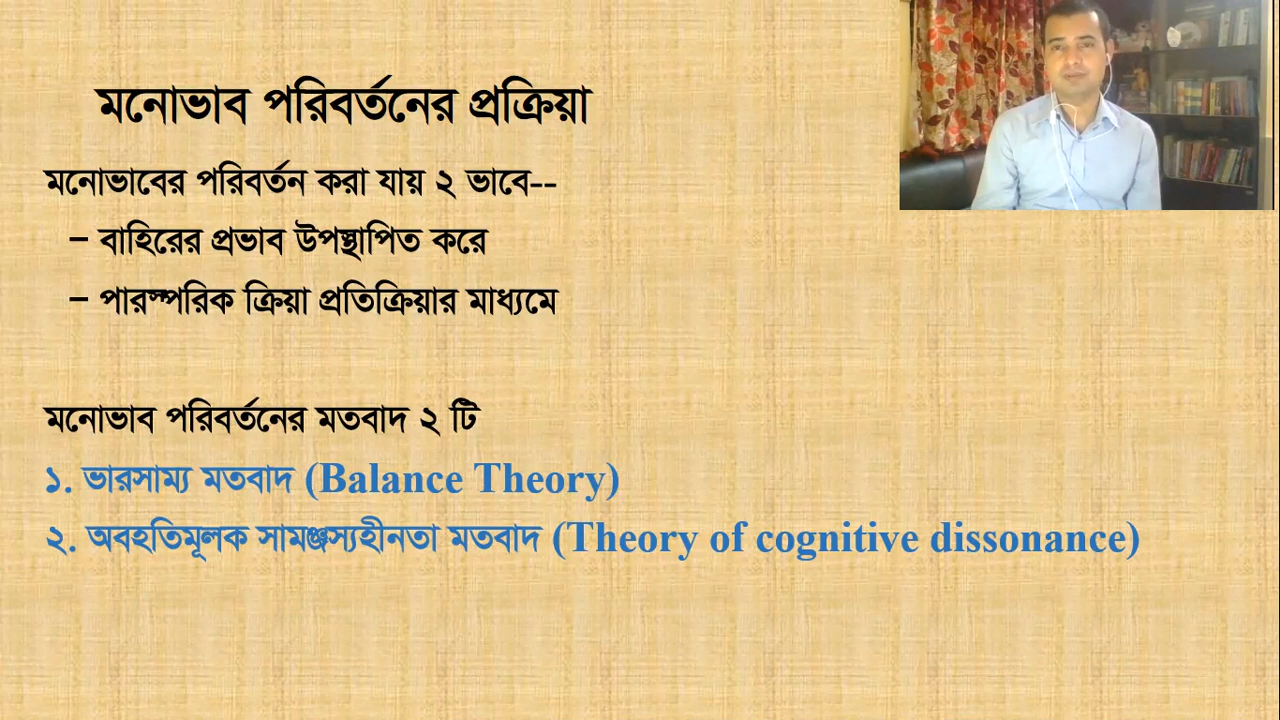 মনোভাব পরিবর্তনের প্রক্রিয়া
মনোভাবের পরিবর্তন করা যায় ২ ভাবে--
– বাহিরের প্রভাব উপস্থাপিত করে
– পারস্পরিক ক্রিয়া প্রতিক্রিয়ার মাধ্যমে
মনোভাব পরিবর্তনের মতবাদ ২ টি
১. ভারসাম্য মতবাদ (Balance Theory)
২. অবহতিমূলক সামঞ্জস্যহীনতা মতবাদ (Theory of cognitive dissonance)